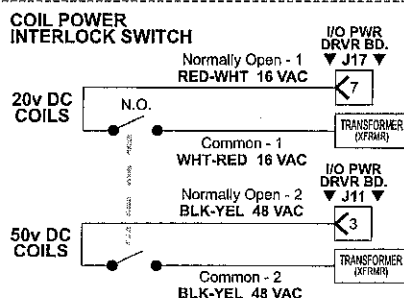 COIL POWER
INTERLOCK SWITCH
I/O PWR
DRVR BD.
▼ J17 ▼
Normally Open - 1
RED-WHT 16 VAC
7
20v DC
COILS
N.O.
TRANSFORMER
(XFRMR)
Common - 1
WHT-RED 16 VAC
I/O PWR
DRVR BD.
▼ J11 ▼
Normally Open - 2
BLK-YEL 48 VAC
3
50v DC
COILS
TRANSFORMER
(XFRMR)
Common - 2
BLK-YEL 48 VAC